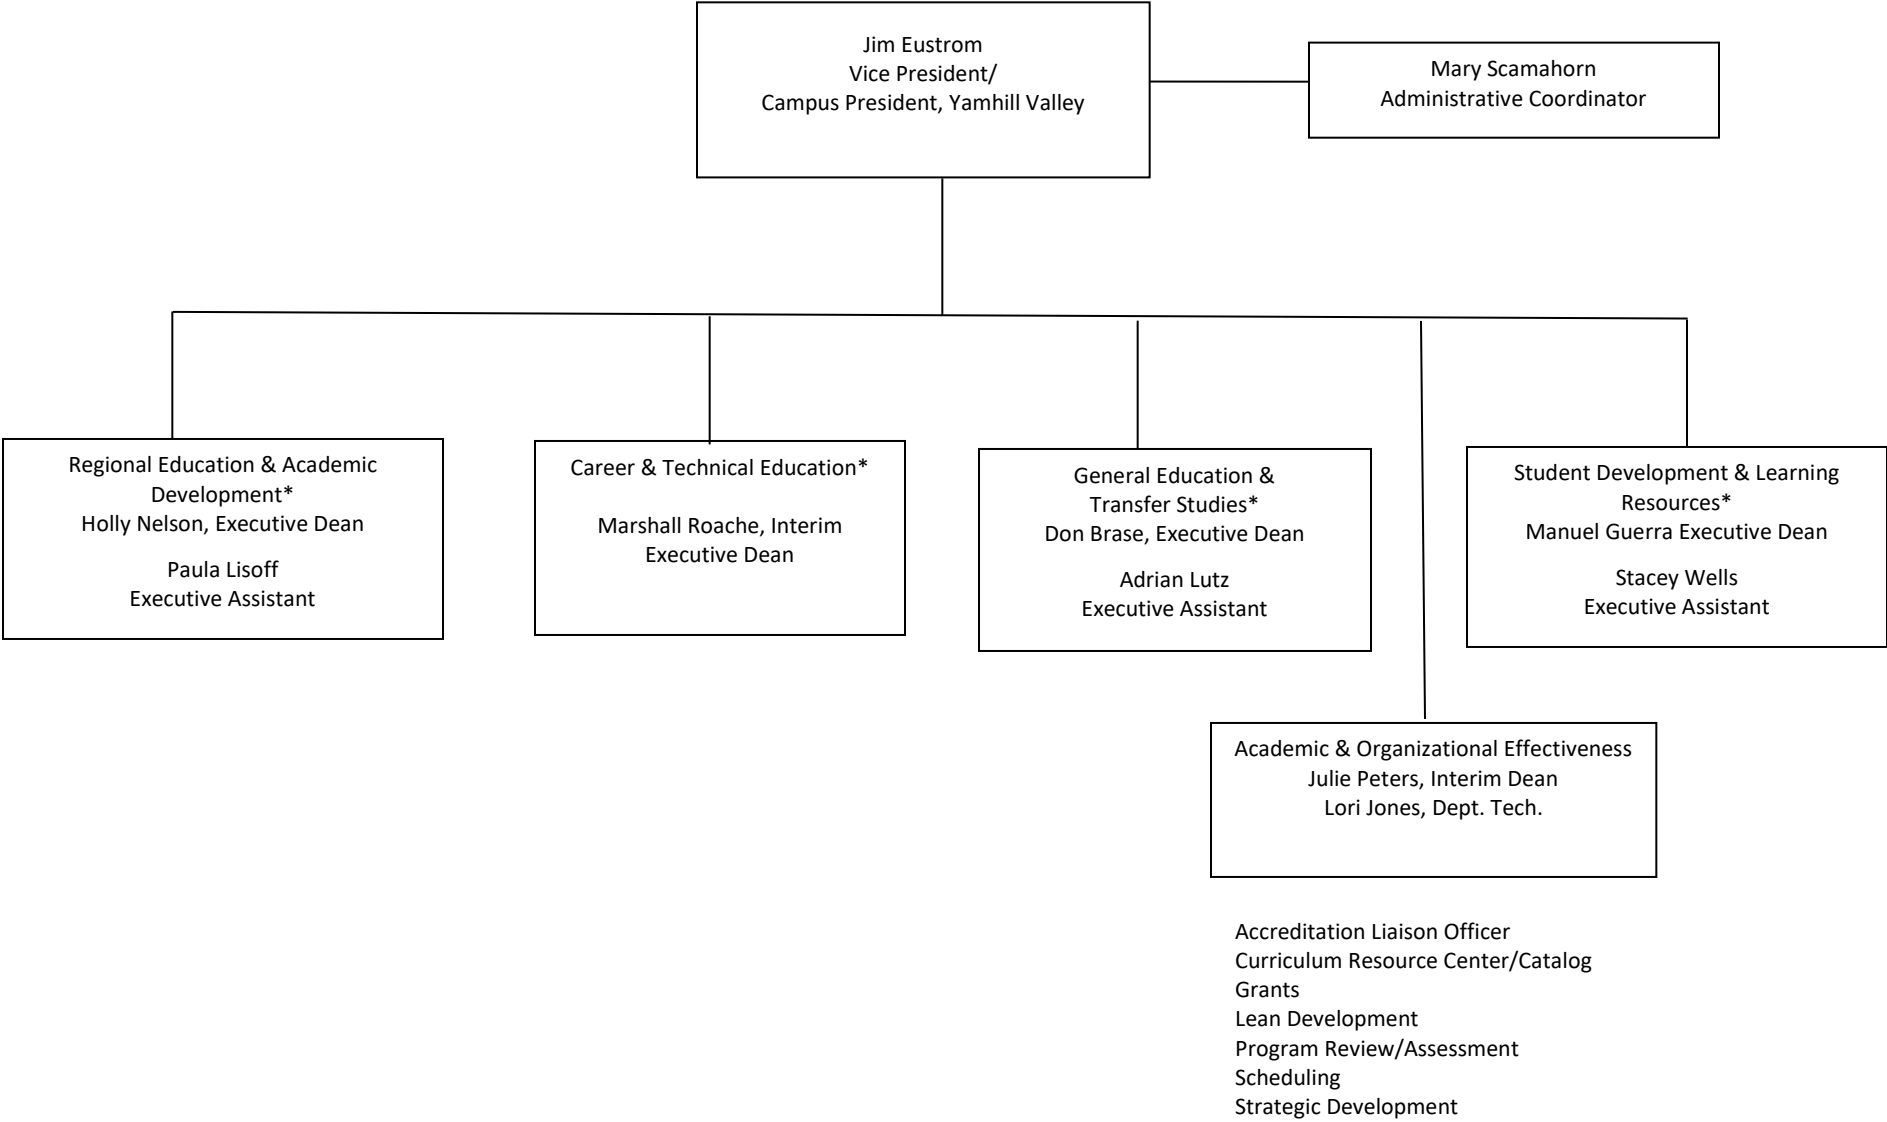 Jim Eustrom
Vice President/
Campus President, Yamhill Valley
Mary Scamahorn
Administrative Coordinator
Regional Education & Academic
Development*
Holly Nelson, Executive Dean
Paula Lisoff
Executive Assistant
Career & Technical Education*
Marshall Roache, Interim
Executive Dean
General Education &
Transfer Studies*
Don Brase, Executive Dean
Adrian Lutz
Executive Assistant
Student Development & Learning
Resources*
Manuel Guerra Executive Dean
Stacey Wells
Executive Assistant
Academic & Organizational Effectiveness
Julie Peters, Interim Dean
Lori Jones, Dept. Tech.
Accreditation Liaison Officer
Curriculum Resource Center/Catalog
Grants
Lean Development
Program Review/Assessment
Scheduling
Strategic Development